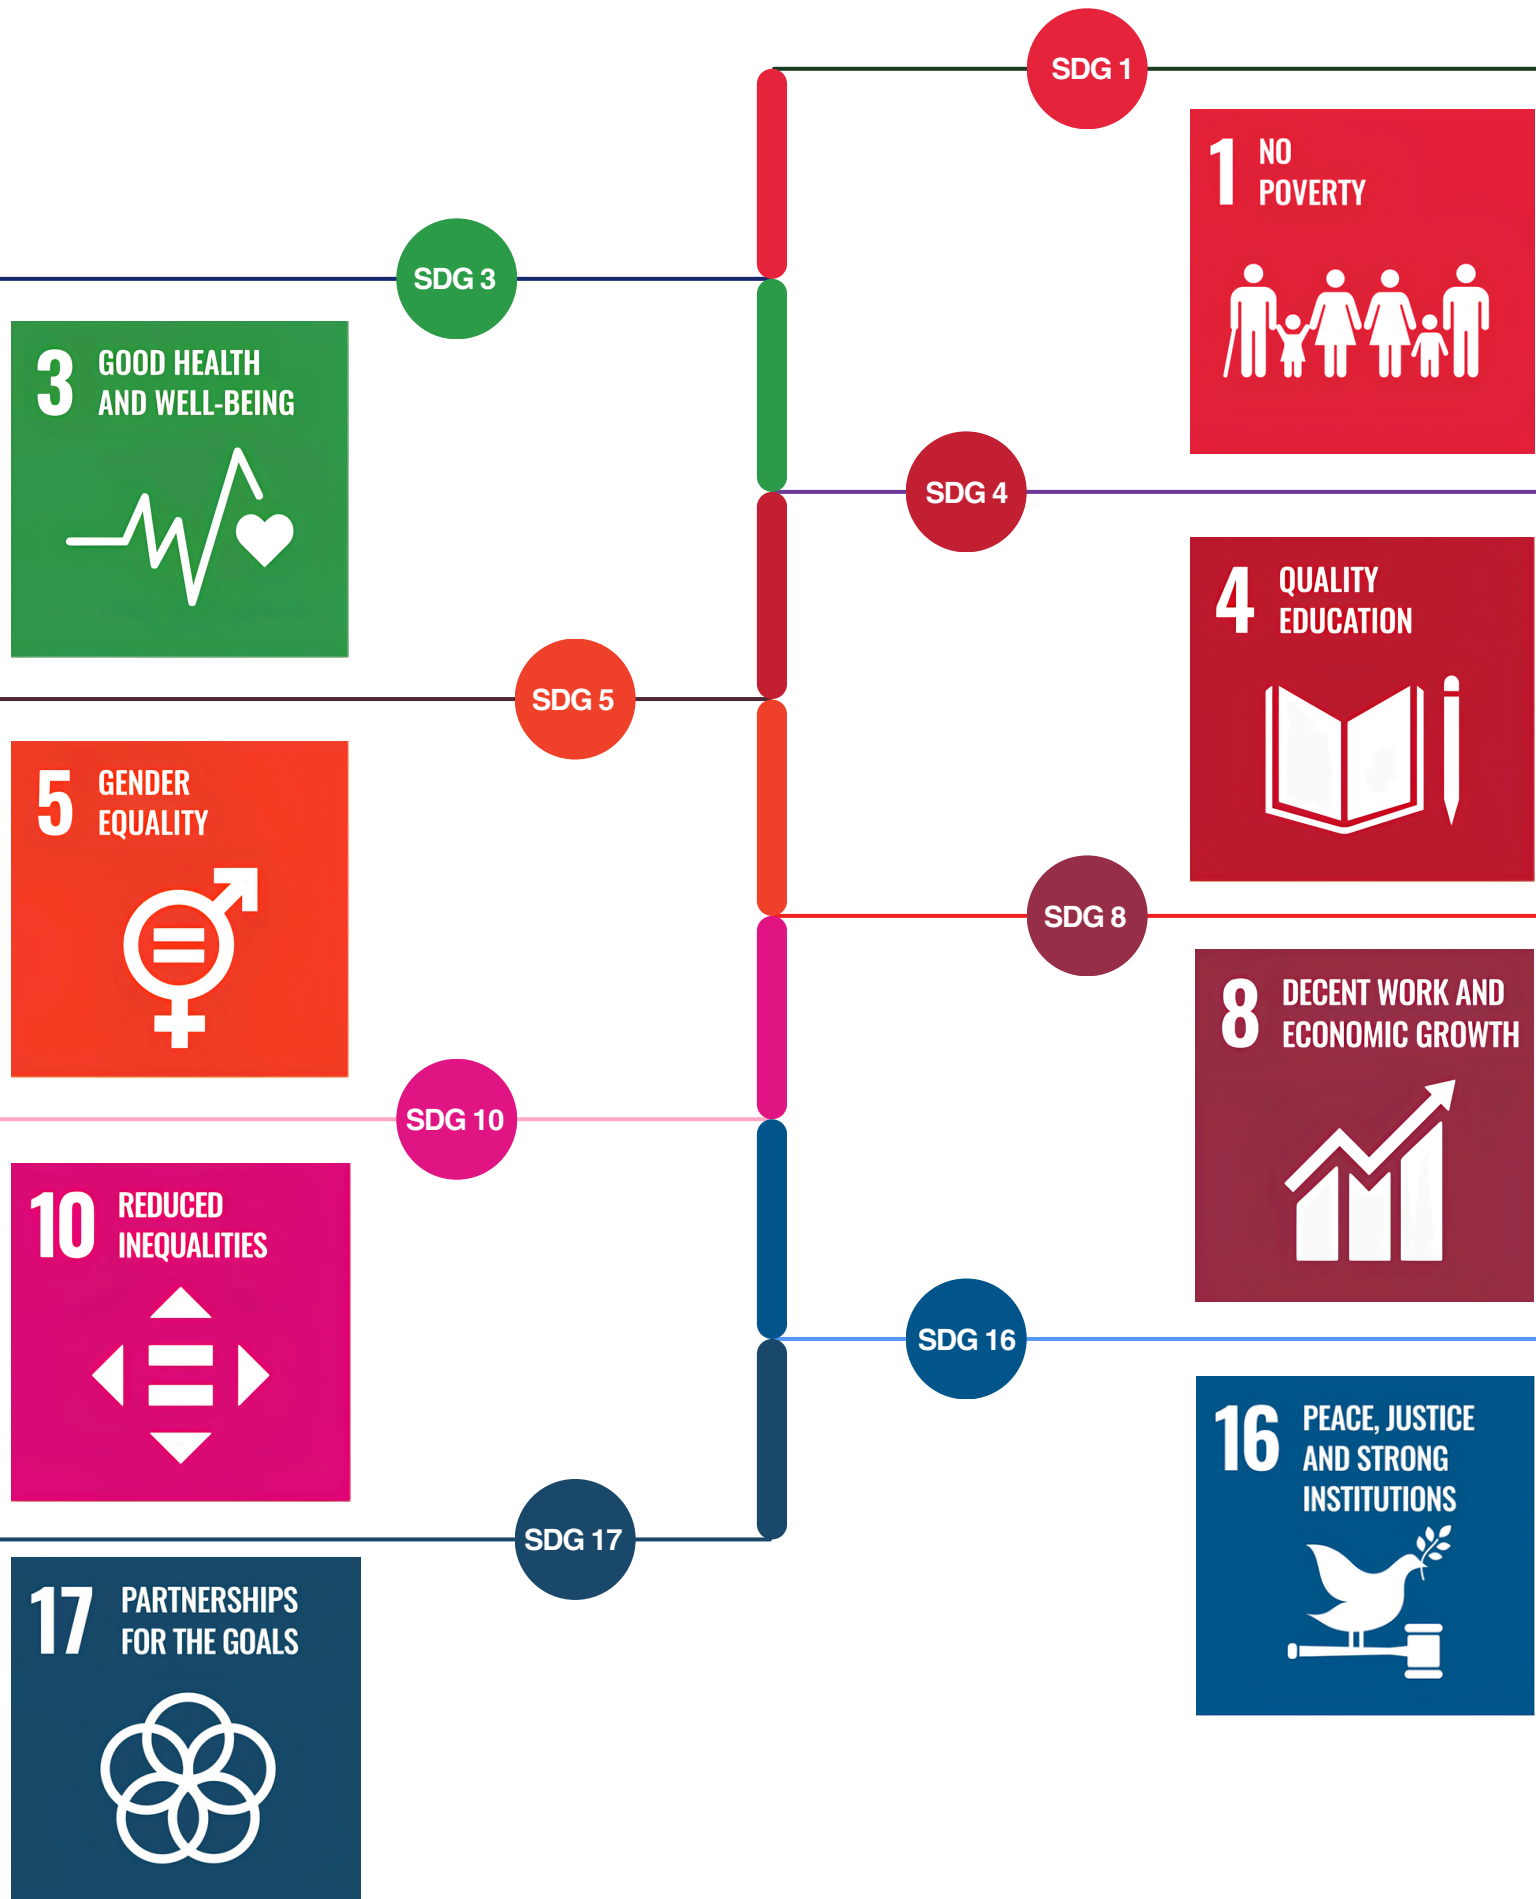 SDG 1
1 NO
POVERTY
SDG 3
3 GOOD HEALTH
AND WELL-BEING
SDG 4
4 QUALITY
EDUCATION
SDG 5
5 GENDER
EQUALITY
SDG 8
8 DECENT WORK AND
ECONOMIC GROWTH
SDG 10
10 REDUCED
INEQUALITIES
SDG 16
16 PEACE, JUSTICE
AND STRONG
INSTITUTIONS
SDG 17
17 PARTNERSHIPS
FOR THE GOALS